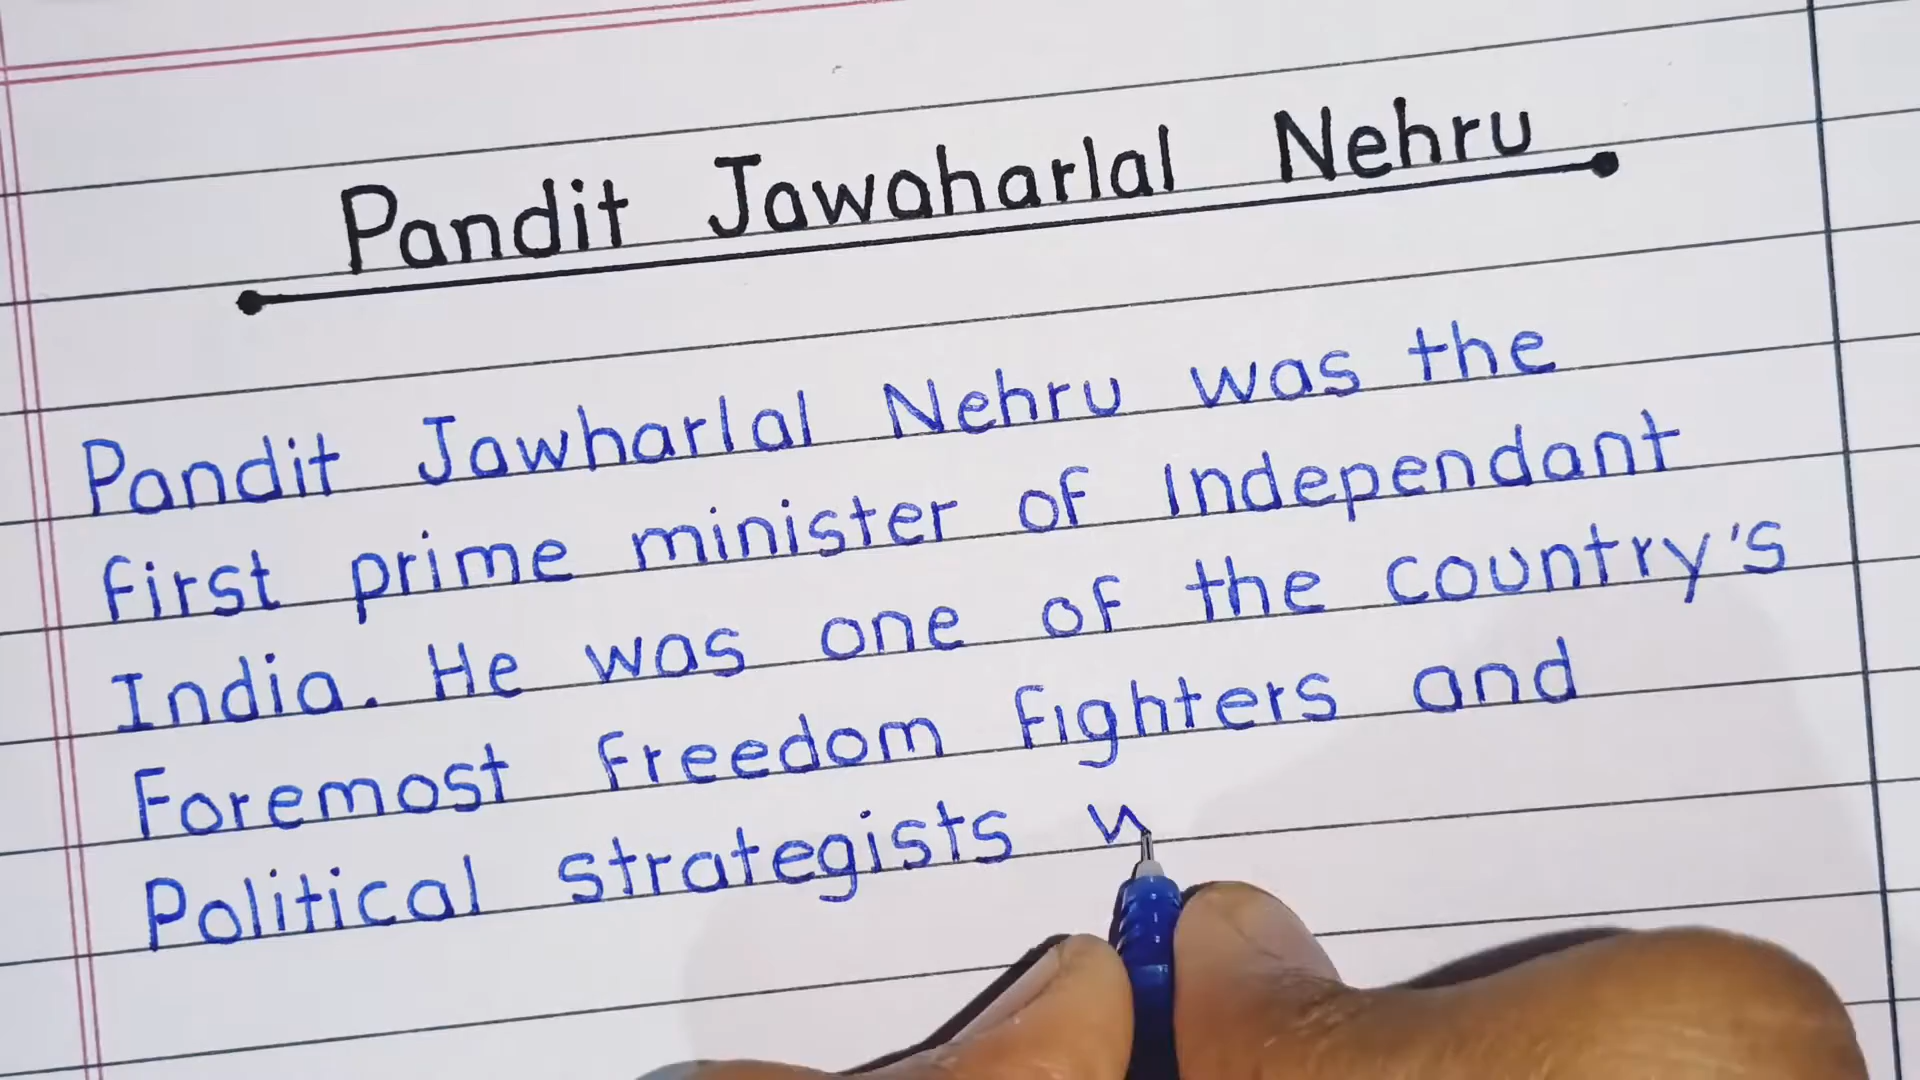 Pandit Jawaharlal Nehru
Pandit Jawharlal Nehru was the
first prime minister of Independant
India. He was one of the country's
Foremost freedom fighters and
Political strategists